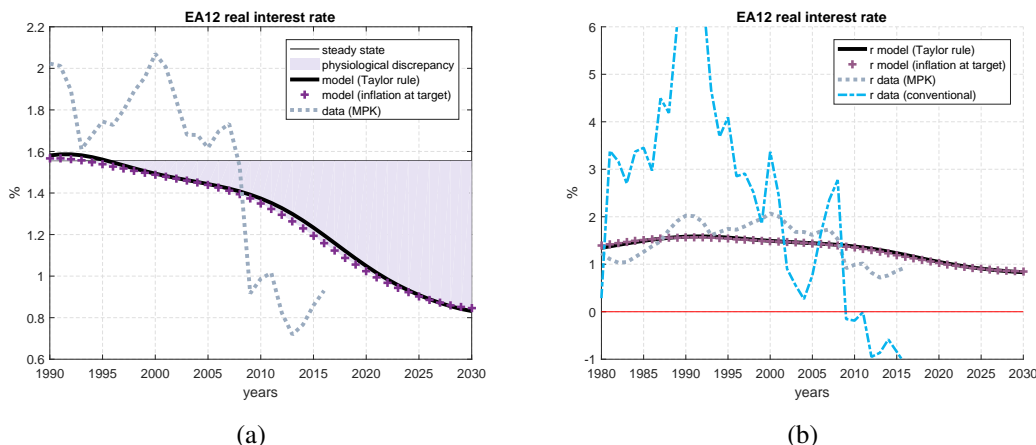 EA12 real interest rate
2.2
2
1.8
1.6
1.4
1.2
1
0.8
0.6
%
steady state
physiological discrepancy
model (Taylor rule)
model (inflation at target)
data (MPK)
1990 1995 2000 2005 2010 2015 2020 2025 2030
years
(a)
EA12 real interest rate
6
5
4
3
2
1
0
-1
%
r model (Taylor rule)
r model (inflation at target)
r data (MPK)
r data (conventional)
1980 1985 1990 1995 2000 2005 2010 2015 2020 2025 2030
years
(b)